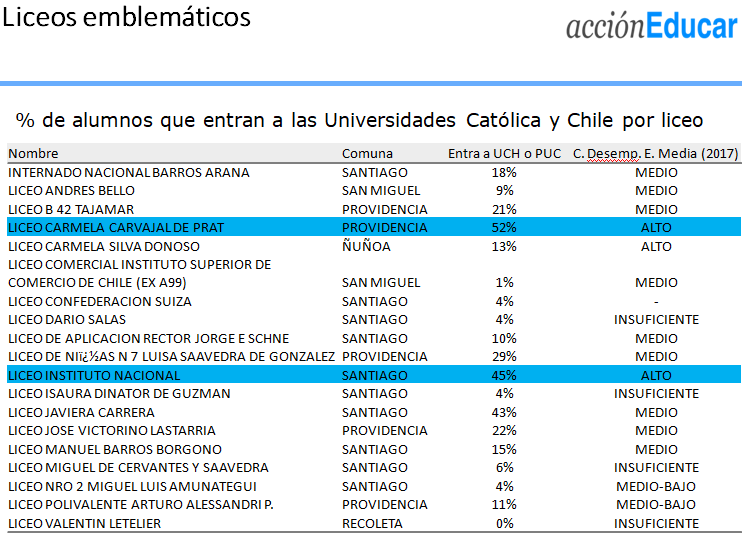 Liceos emblemáticos
acciónEducar
% de alumnos que entran a las Universidades Católica y Chile por liceo
Nombre Comuna Entra a UCH o PUC C. Desemp. E. Media (2017)
INTERNADO NACIONAL BARROS ARANA SANTIAGO 18% MEDIO
LICEO ANDRES BELLO SAN MIGUEL 9% MEDIO
LICEO B 42 TAJAMAR PROVIDENCIA 21% MEDIO
LICEO CARMELA CARVAJAL DE PRAT PROVIDENCIA 52% ALTO
LICEO CARMELA SILVA DONOSO ÑUÑOA 13% ALTO
LICEO COMERCIAL INSTITUTO SUPERIOR DE
COMERCIO DE CHILE (EX A99) SAN MIGUEL 1% MEDIO
LICEO CONFEDERACION SUIZA SANTIAGO 4% -
LICEO DARIO SALAS SANTIAGO 4% INSUFICIENTE
LICEO DE APLICACION RECTOR JORGE E SCHNE SANTIAGO 10% MEDIO
LICEO DE NIï¿½AS N 7 LUISA SAAVEDRA DE GONZALEZ PROVIDENCIA 29% MEDIO
LICEO INSTITUTO NACIONAL SANTIAGO 45% ALTO
LICEO ISAURA DINATOR DE GUZMAN SANTIAGO 4% INSUFICIENTE
LICEO JAVIERA CARRERA SANTIAGO 43% MEDIO
LICEO JOSE VICTORINO LASTARRIA PROVIDENCIA 22% MEDIO
LICEO MANUEL BARROS BORGONO SANTIAGO 15% MEDIO
LICEO MIGUEL DE CERVANTES Y SAAVEDRA SANTIAGO 6% INSUFICIENTE
LICEO NRO 2 MIGUEL LUIS AMUNATEGUI SANTIAGO 4% MEDIO-BAJO
LICEO POLIVALENTE ARTURO ALESSANDRI P. PROVIDENCIA 11% MEDIO-BAJO
LICEO VALENTIN LETELIER RECOLETA 0% INSUFICIENTE